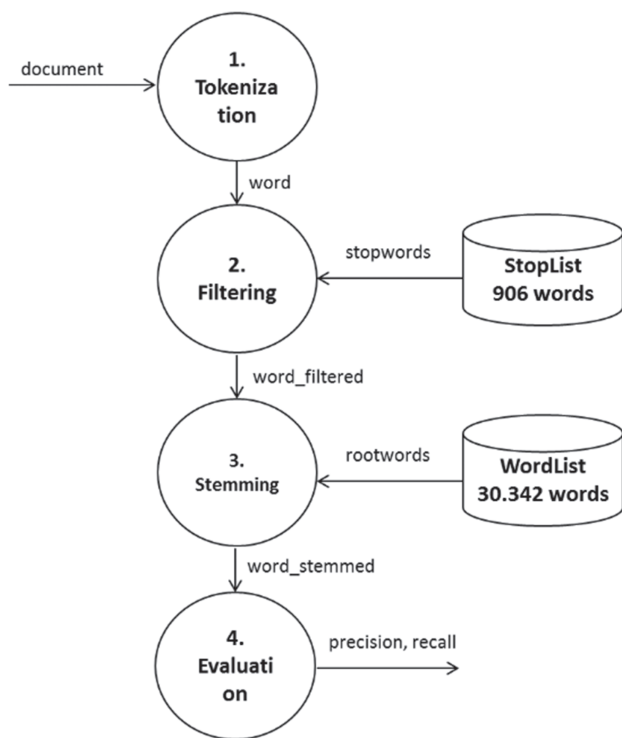 document
1.
Tokeniza
tion
word
2.
Filtering
stopwords
StopList
906 words
word_filtered
3.
Stemming
rootwords
WordList
30.342 words
word_stemmed
4.
Evaluati
on
precision, recall